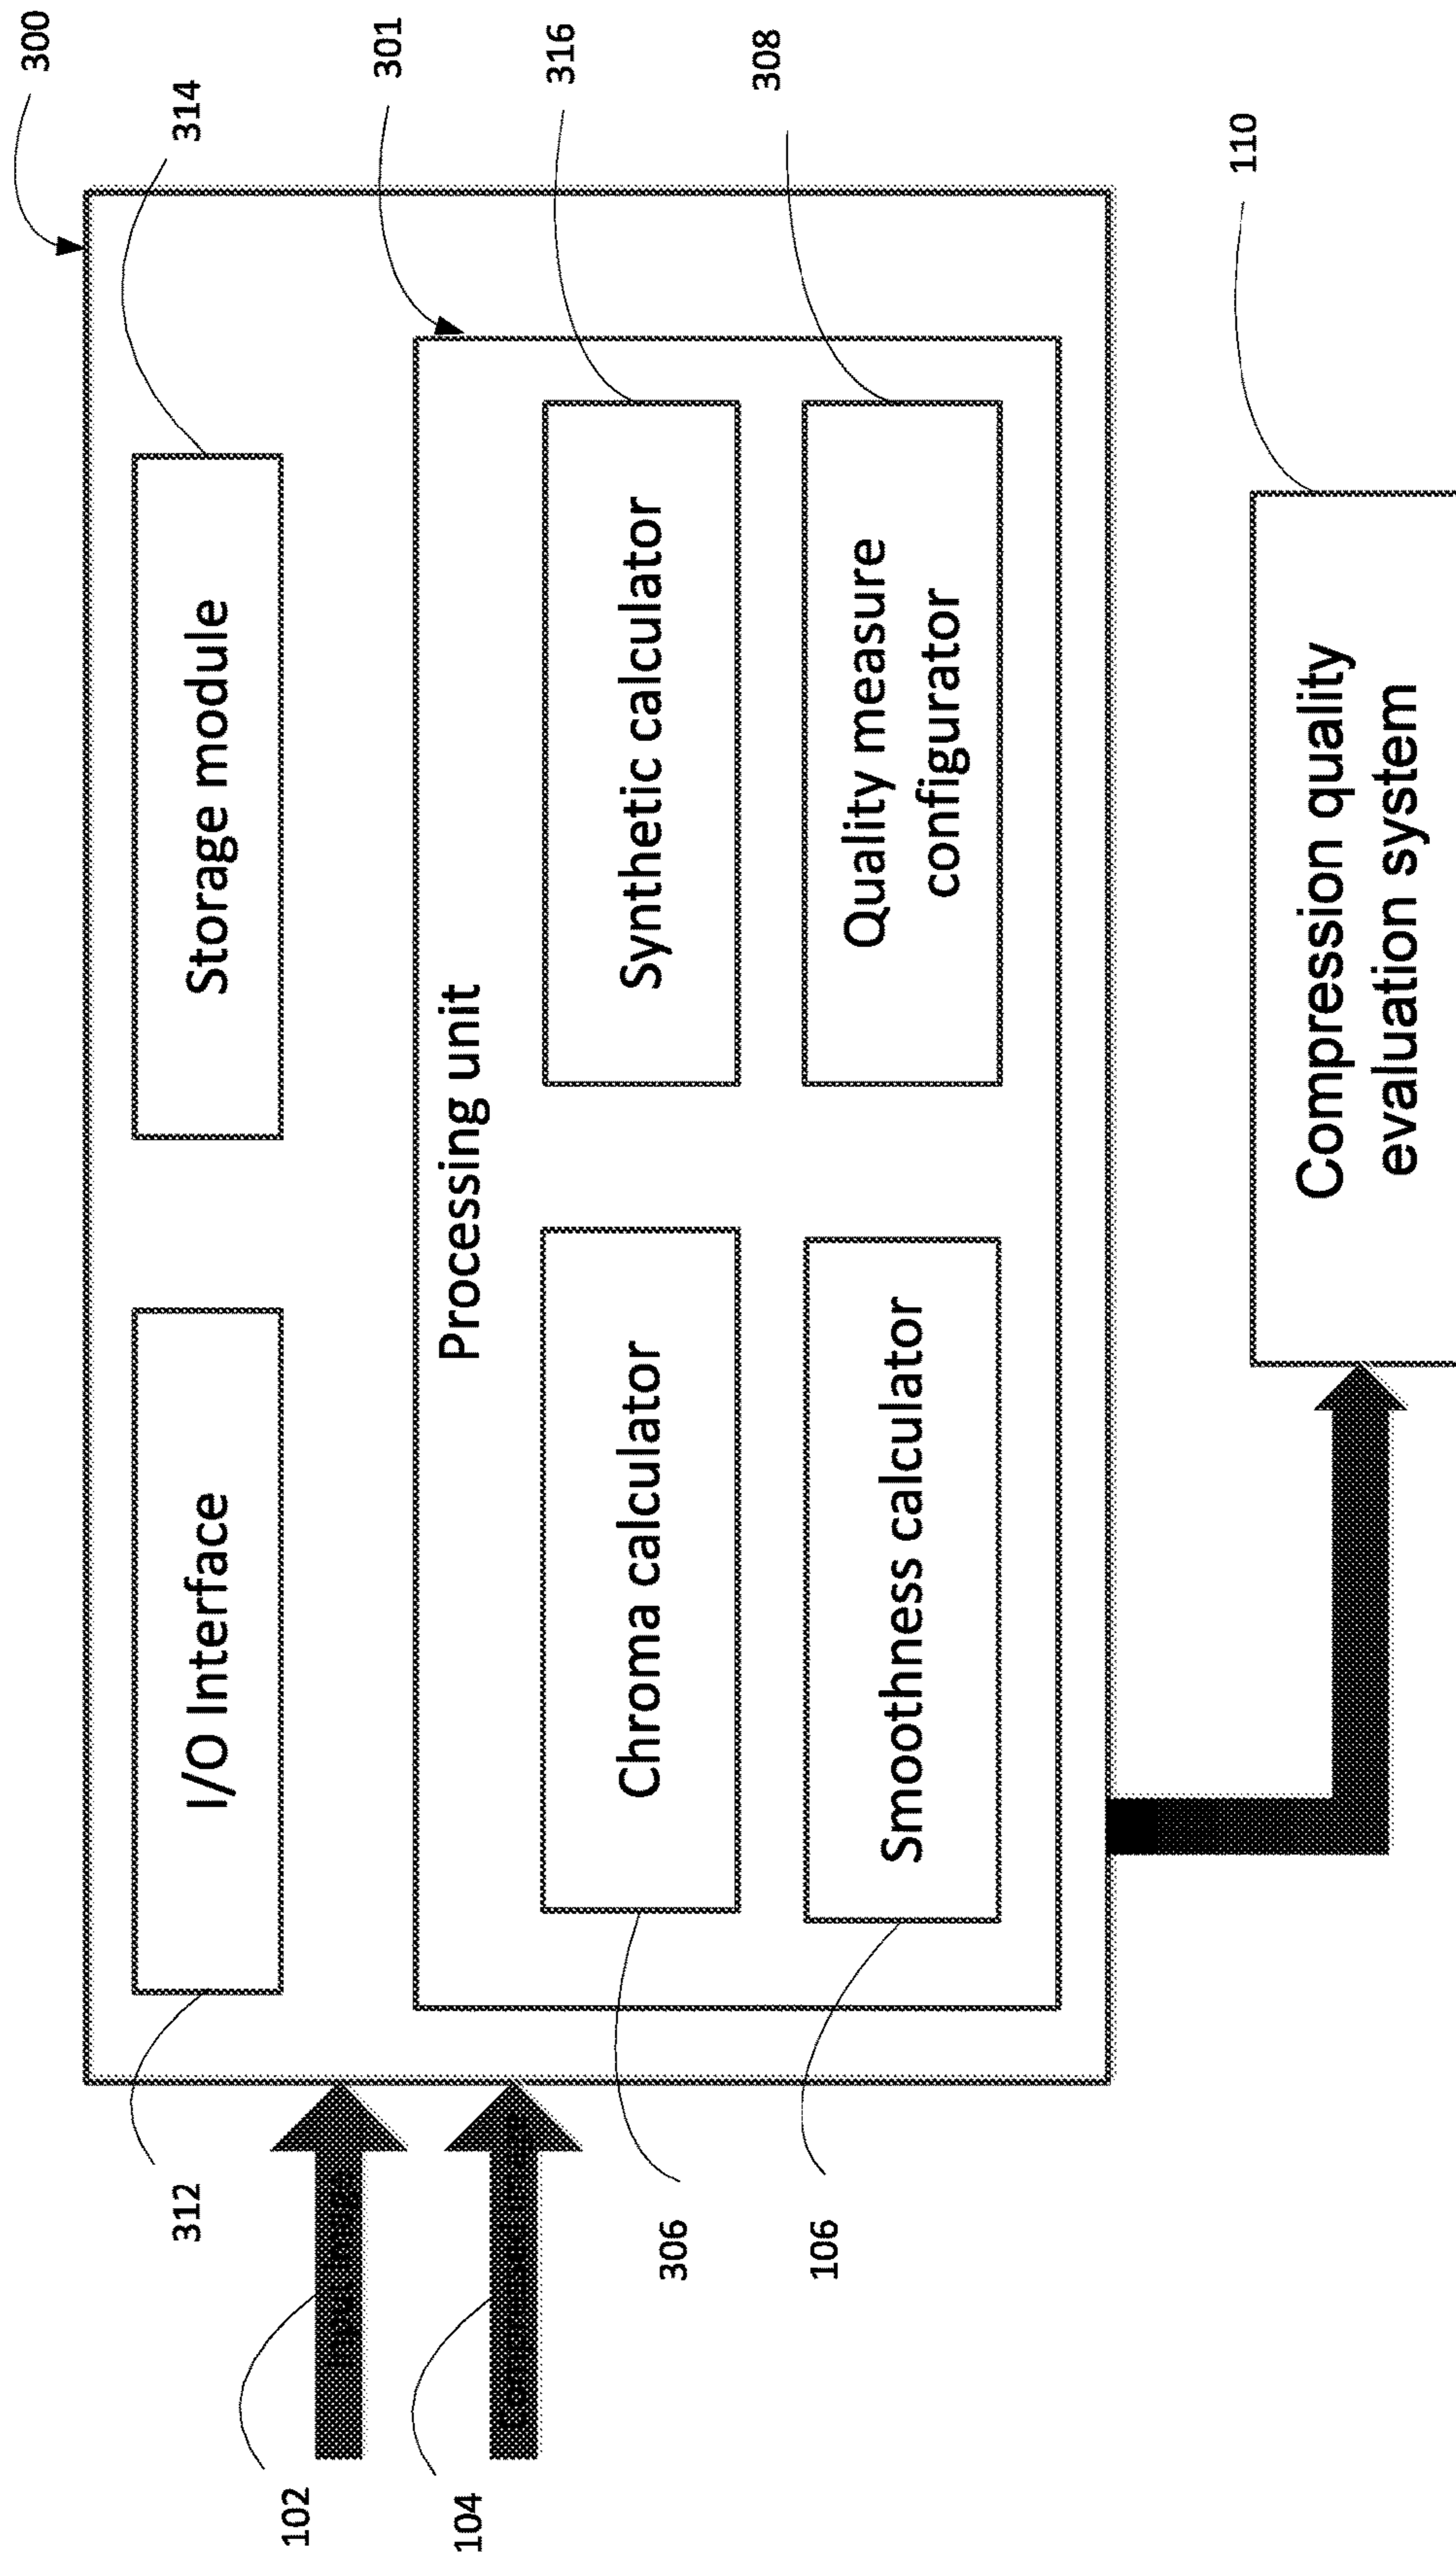 300
314
301
316
308
110
I/O Interface
Storage module
Processing unit
Chroma calculator
Synthetic calculator
Smoothness calculator
Quality measure
configurator
Compression quality
evaluation system
312
102
104
306
106